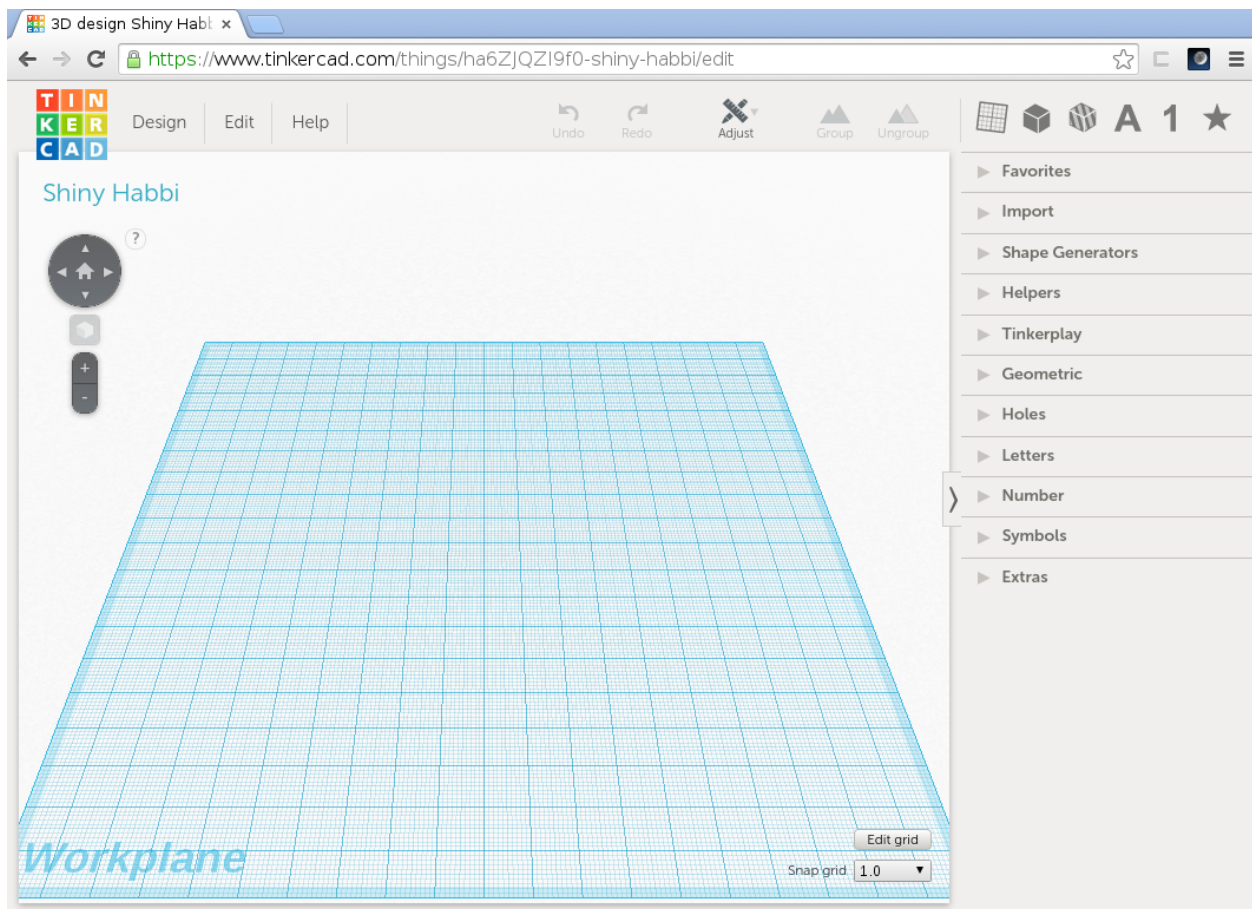 3D design Shiny Habb
https://www.tinkercad.com/things/ha6ZJQZI9f0-shiny-habbi/edit
TIN
KER
CAD
Design Edit Help Undo Redo Adjust Group Ungroup A 1
Shiny Habbi
?
+
-
Favorites
Import
Shape Generators
Helpers
Tinkerplay
Geometric
Holes
Letters
Number
Symbols
Extras
Workplane
Edit grid
Snap grid 1.0